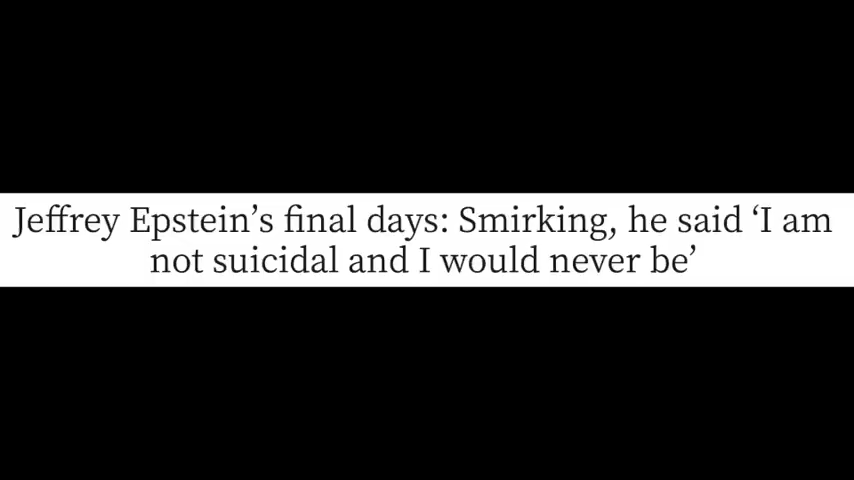 Jeffrey Epstein’s final days: Smirking, he said ‘I am
not suicidal and I would never be’